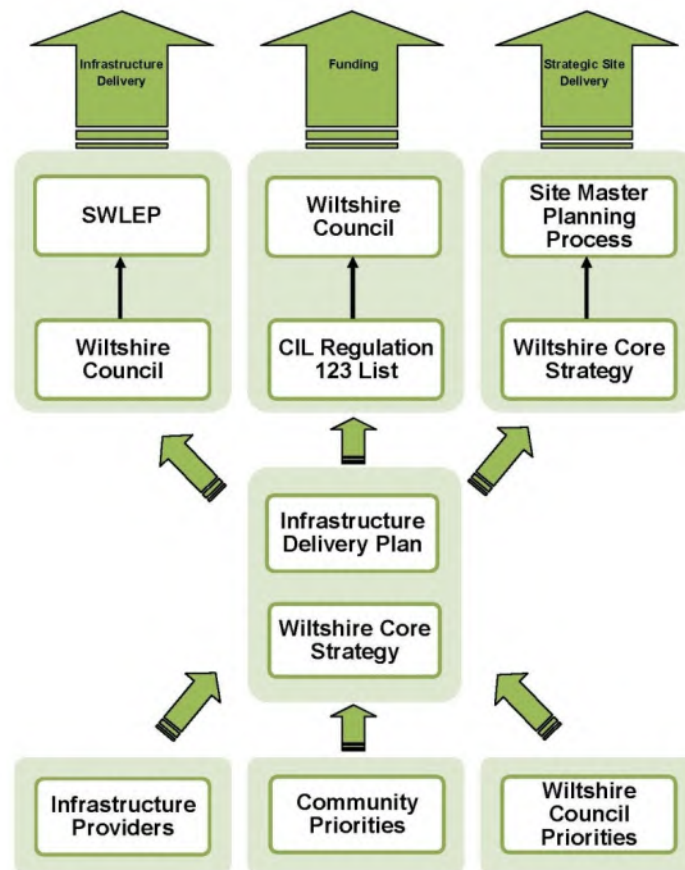 Infrastructure
Delivery
Funding
Strategic Site
Delivery
SWLEP
Wiltshire
Council
Site Master
Planning
Process
Wiltshire
Council
CIL Regulation
123 List
Wiltshire Core
Strategy
Infrastructure
Delivery Plan
Wiltshire Core
Strategy
Infrastructure
Providers
Community
Priorities
Wiltshire
Council
Priorities